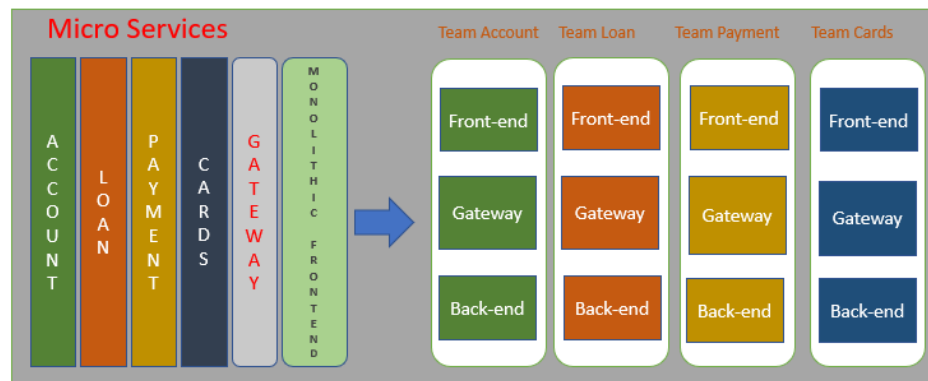 Micro Services
ACCOUNT
LOAN
PAYMENT
CARDS
GATEWAY
MONOLITHIC FRONTEND
Team Account
Team Loan
Team Payment
Team Cards
Front-end
Front-end
Front-end
Front-end
Gateway
Gateway
Gateway
Gateway
Back-end
Back-end
Back-end
Back-end